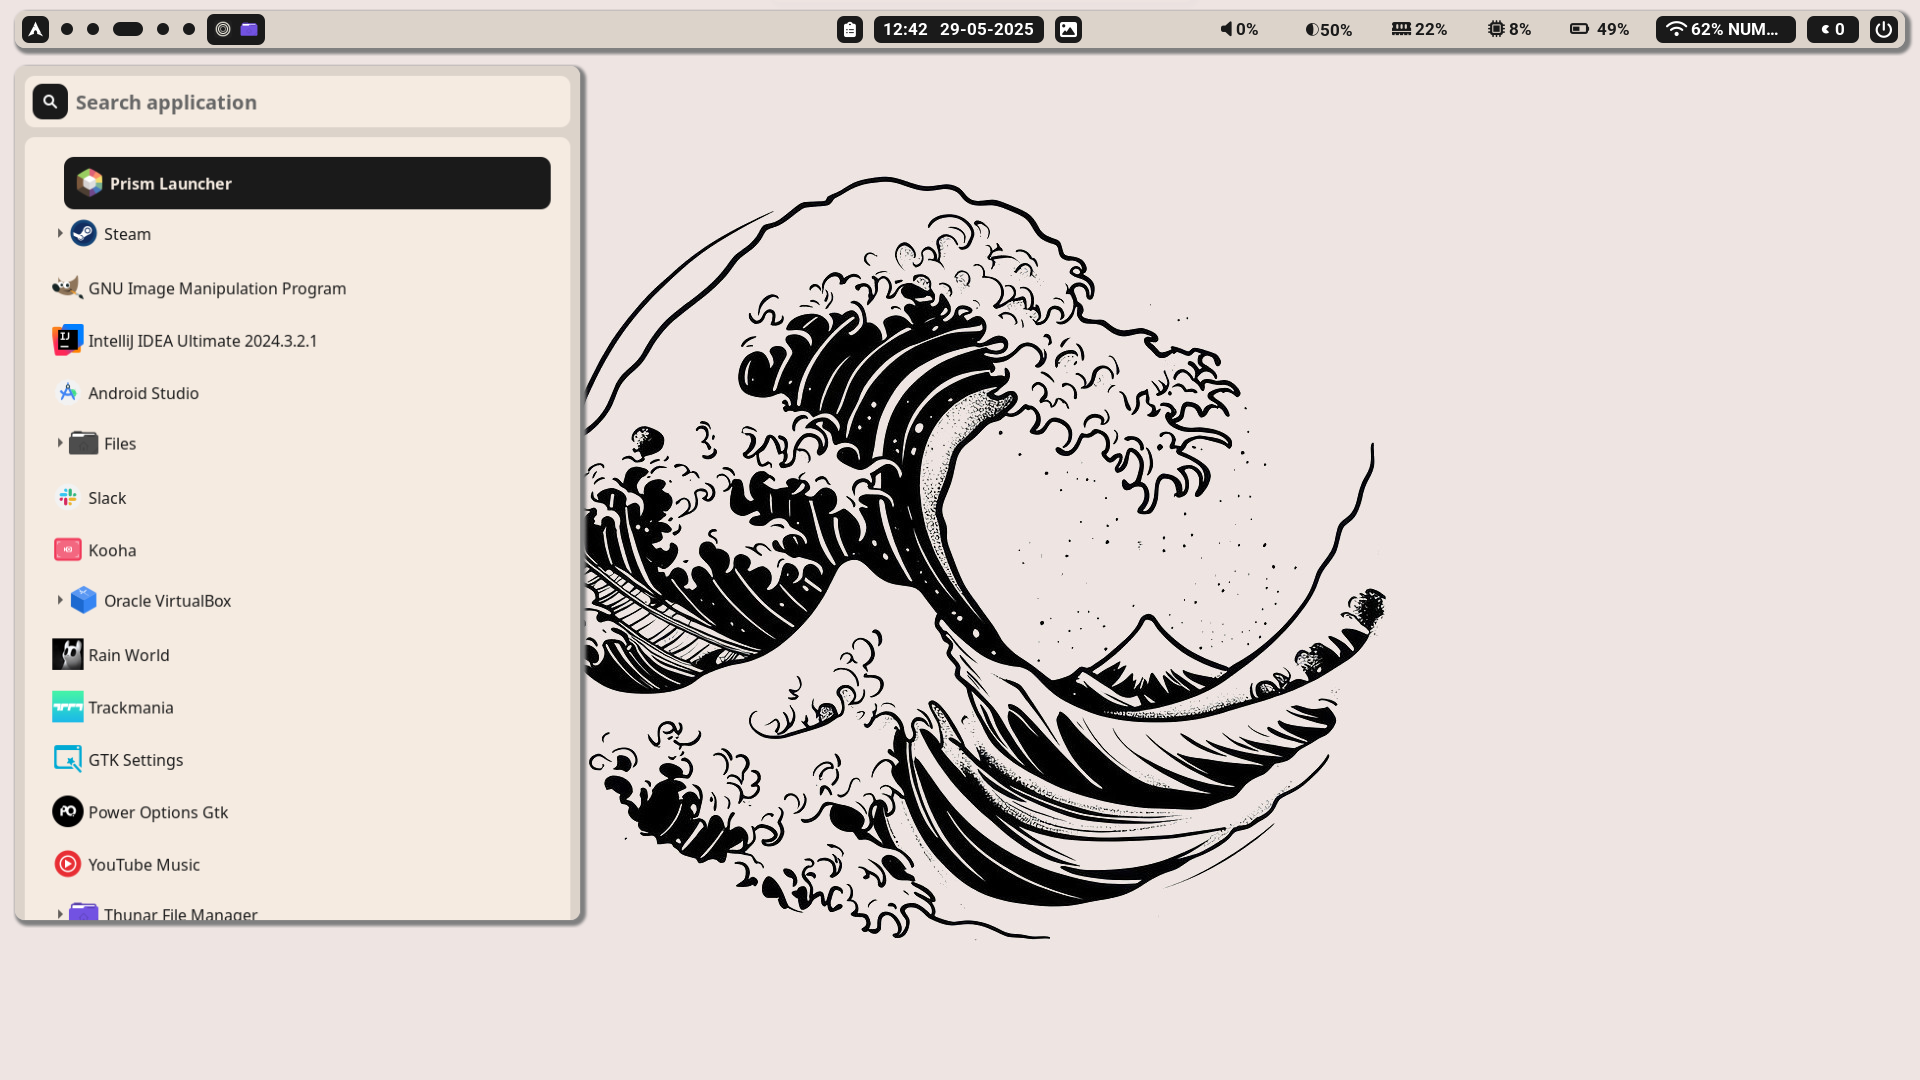 12:42 29-05-2025
0%
50%
22%
8%
49%
62% NUM...
0
Search application
Prism Launcher
Steam
GNU Image Manipulation Program
IntelliJ IDEA Ultimate 2024.3.2.1
Android Studio
Files
Slack
Kooha
Oracle VirtualBox
Rain World
Trackmania
GTK Settings
Power Options Gtk
YouTube Music
Thunar File Manager